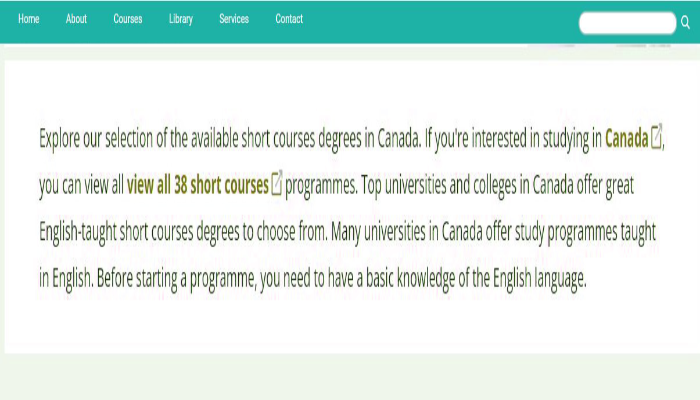 Home About Courses Library Services Contact
Explore our selection of the available short courses degrees in Canada. If you're interested in studying in Canada,
you can view all view all 38 short courses programmes. Top universities and colleges in Canada offer great
English-taught short courses degrees to choose from. Many universities in Canada offer study programmes taught
in English. Before starting a programme, you need to have a basic knowledge of the English language.